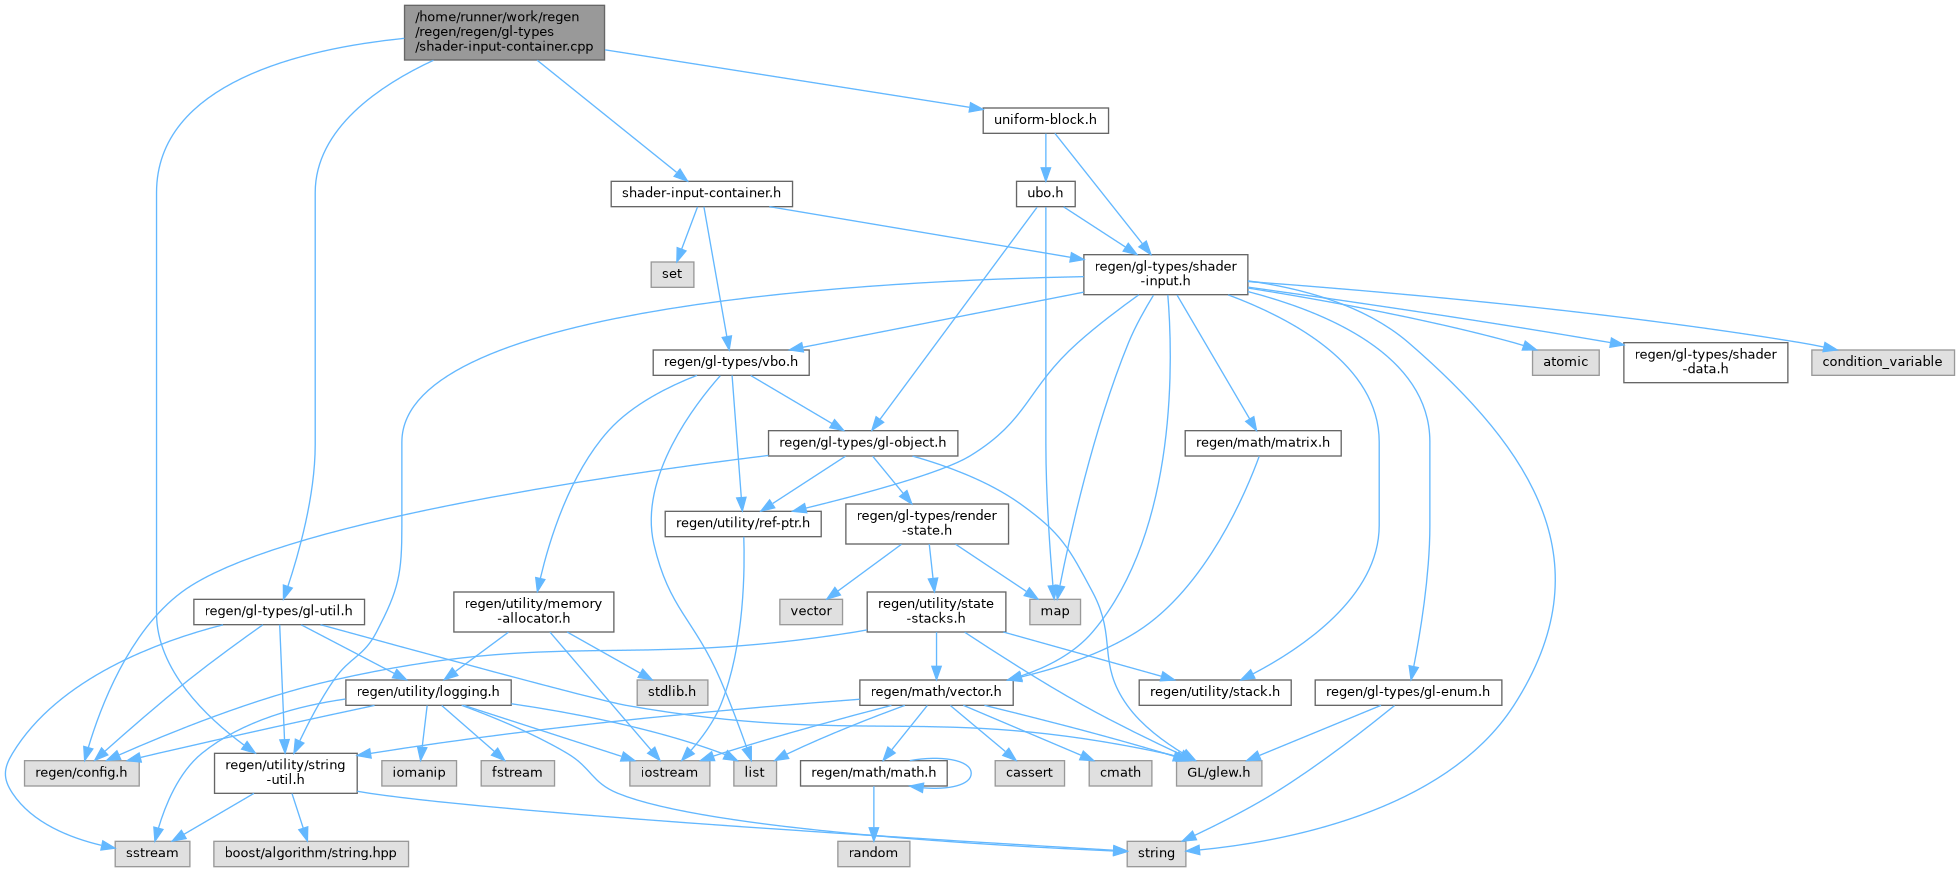 /home/runner/work/regen
/regen/regen/gl-types
/shader-input-container.cpp
uniform-block.h
shader-input-container.h
ubo.h
set
regen/gl-types/shader
-input.h
regen/gl-types/vbo.h
atomic
regen/gl-types/shader
-data.h
condition_variable
regen/gl-types/gl-object.h
regen/math/matrix.h
regen/utility/ref-ptr.h
regen/gl-types/render
-state.h
regen/gl-types/gl-util.h
regen/utility/memory
-allocator.h
vector
regen/utility/state
-stacks.h
map
regen/utility/logging.h
stdlib.h
regen/math/vector.h
regen/utility/stack.h
regen/gl-types/gl-enum.h
regen/config.h
regen/utility/string
-util.h
iomanip
fstream
iostream
list
regen/math/math.h
cassert
cmath
GL/glew.h
sstream
boost/algorithm/string.hpp
random
string